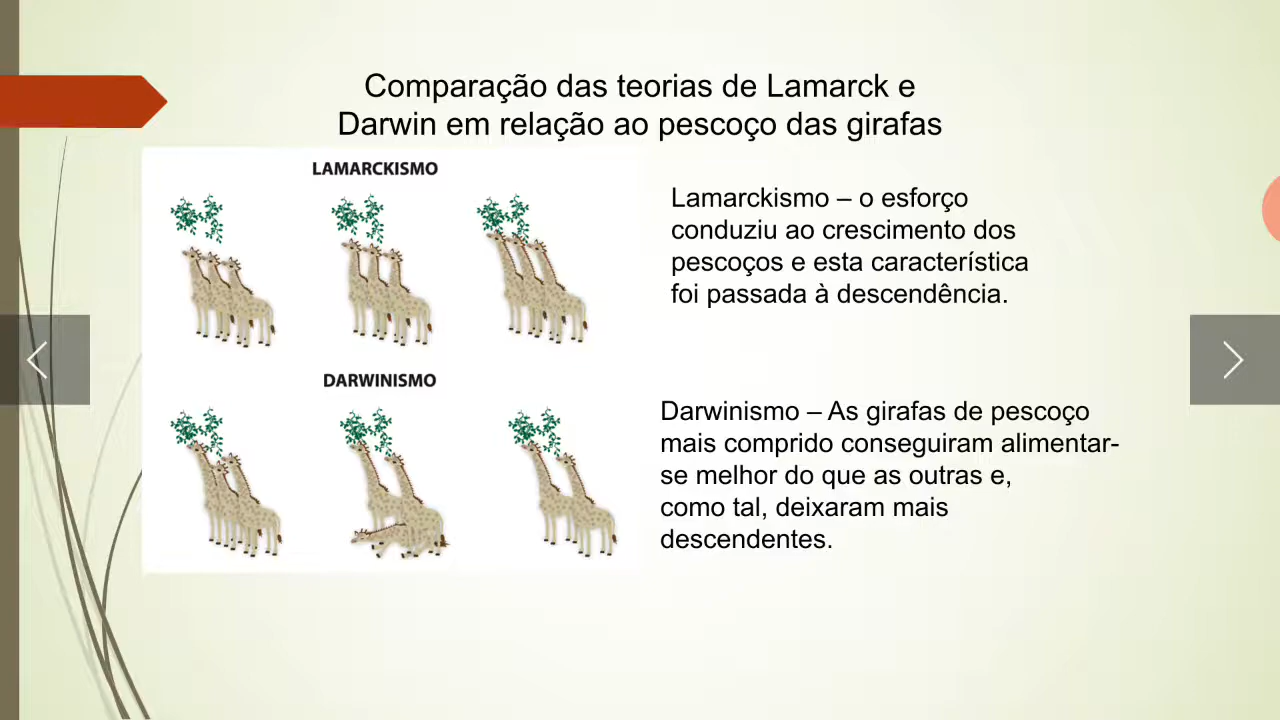 Comparação das teorias de Lamarck e
Darwin em relação ao pescoço das girafas
LAMARCKISMO
Lamarckismo – o esforço
conduziu ao crescimento dos
pescoços e esta característica
foi passada à descendência.
DARWINISMO
Darwinismo – As girafas de pescoço
mais comprido conseguiram alimentar-
se melhor do que as outras e,
como tal, deixaram mais
descendentes.